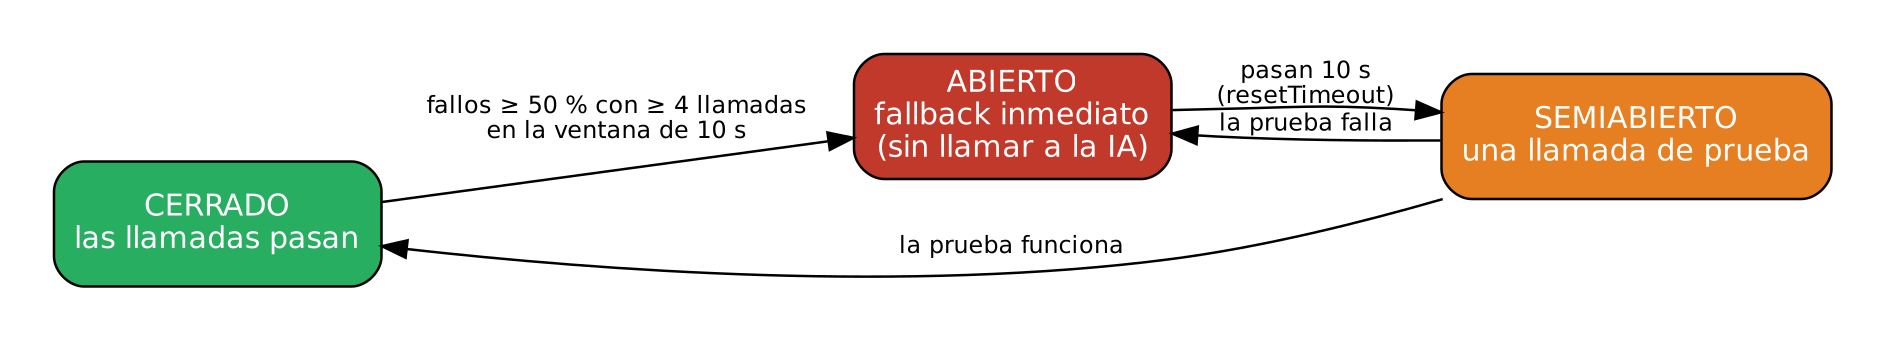 CERRADO
las llamadas pasan
fallos ≥ 50 % con ≥ 4 llamadas
en la ventana de 10 s
ABIERTO
fallback inmediato
(sin llamar a la IA)
pasan 10 s
(resetTimeout)
la prueba falla
SEMIABIERTO
una llamada de prueba
la prueba funciona